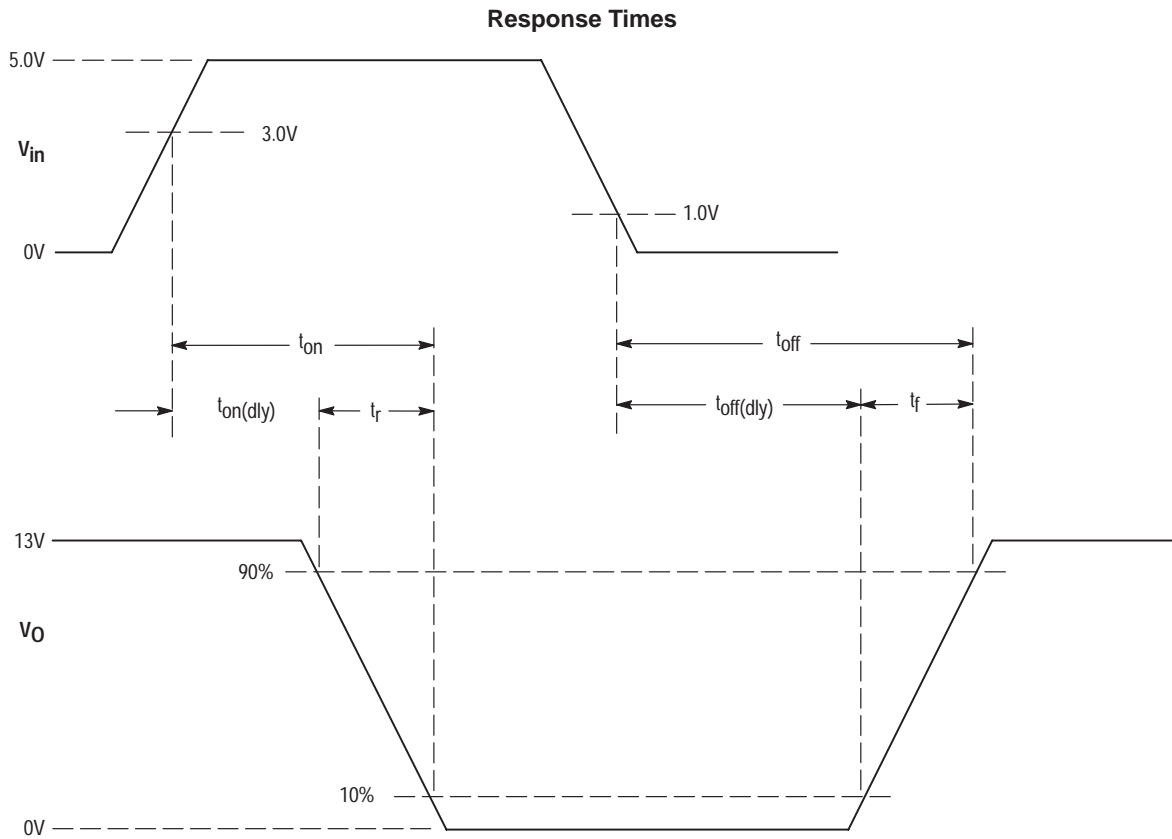 Response Times
5.0V
3.0V
Vin
1.0V
0V
ton
toff
ton(dly)
tr
toff(dly)
tf
13V
90%
VO
10%
0V